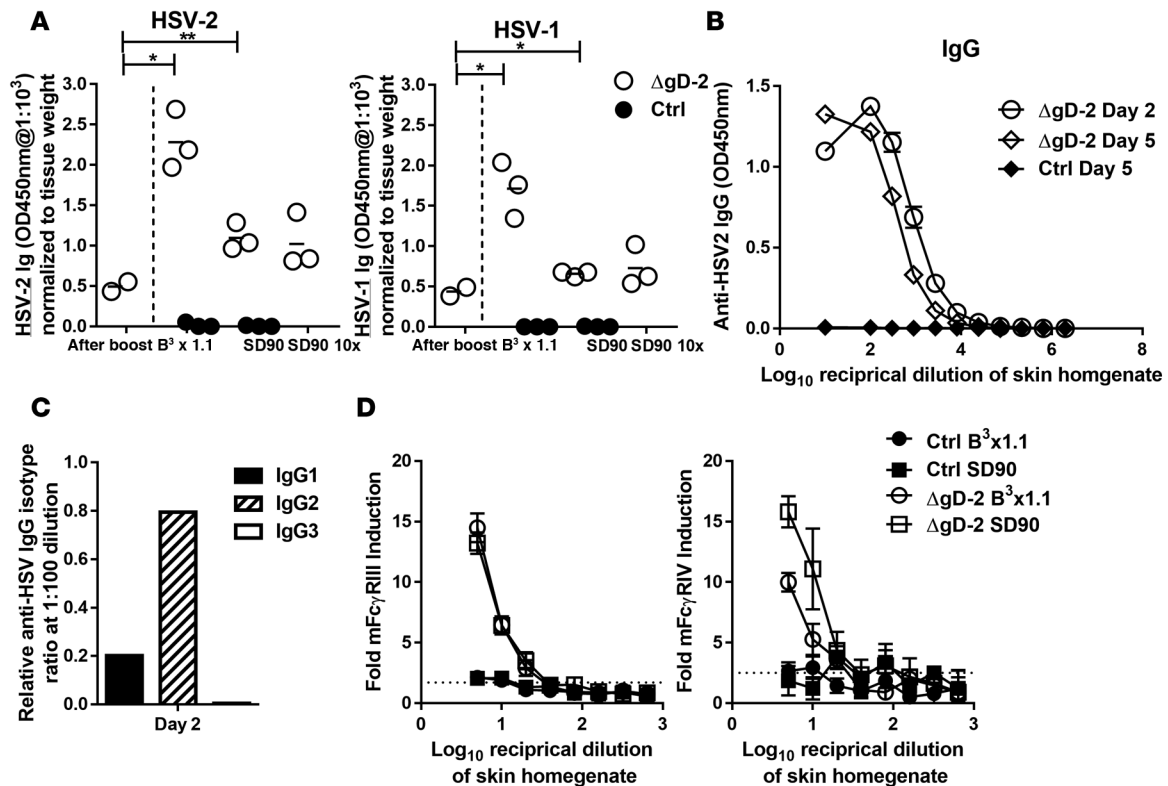 A
HSV-2
**
*
HSV-2 Ig (OD450nm@1:10³)
normalized to tissue weight
3.0
2.5
2.0
1.5
1.0
0.5
0.0
After boost B³ x 1.1 SD90 SD90 10x
HSV-1
*
*
HSV-1 Ig (OD450nm@1:10³)
normalized to tissue weight
3.0
2.5
2.0
1.5
1.0
0.5
0.0
After boost B³ x 1.1 SD90 SD90 10x
ΔgD-2
Ctrl
B
IgG
Anti-HSV2 IgG (OD450nm)
1.5
1.0
0.5
0.0
0 2 4 6 8
Log₁₀ reciprical dilution of skin homgenate
ΔgD-2 Day 2
ΔgD-2 Day 5
Ctrl Day 5
C
Relative anti-HSV IgG isotype
ratio at 1:100 dilution
1.0
0.8
0.6
0.4
0.2
0.0
Day 2
IgG1
IgG2
IgG3
D
Fold mFcγRIII Induction
20
15
10
5
0
0 1 2 3
Log₁₀ reciprical dilution
of skin homegenate
Fold mFcγRIV Induction
20
15
10
5
0
0 1 2 3
Log₁₀ reciprical dilution
of skin homegenate
Ctrl B³x1.1
Ctrl SD90
ΔgD-2 B³x1.1
ΔgD-2 SD90